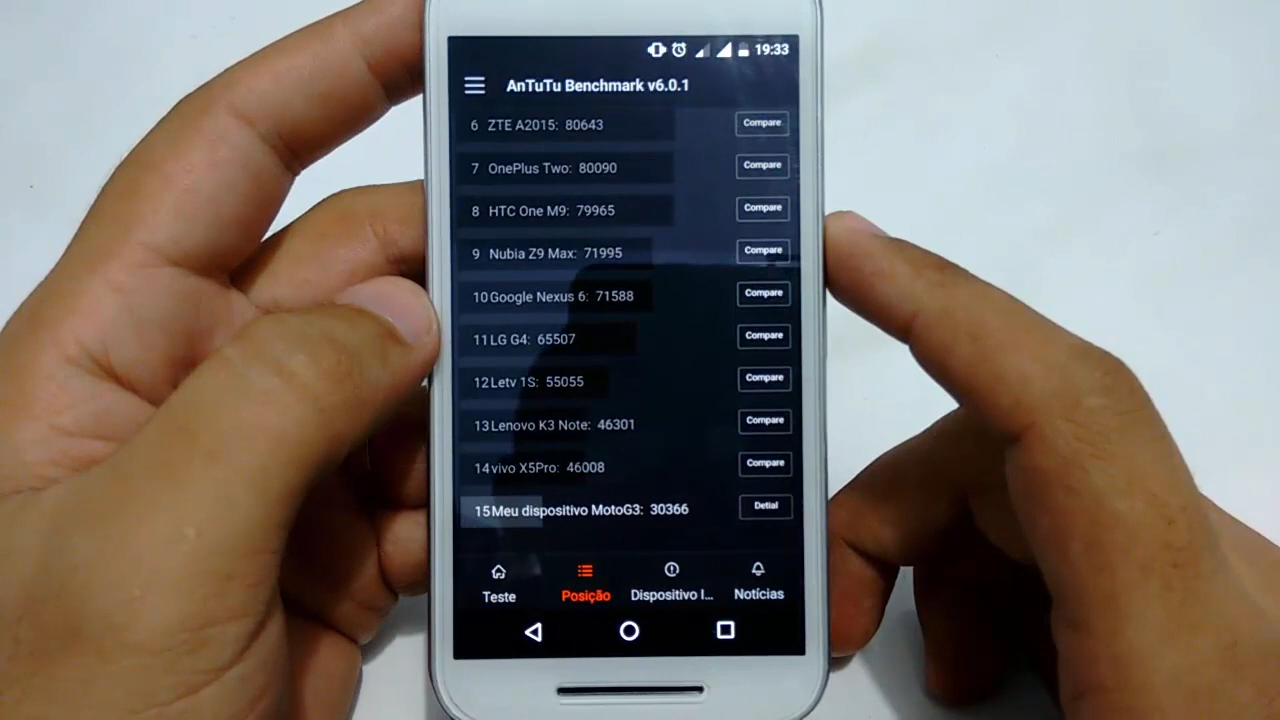 19:33
AnTuTu Benchmark v6.0.1
6 ZTE A2015: 80643 Compare
7 OnePlus Two: 80090 Compare
8 HTC One M9: 79965 Compare
9 Nubia Z9 Max: 71995 Compare
10 Google Nexus 6: 71588 Compare
11 LG G4: 65507 Compare
12 Letv 1S: 55055 Compare
13 Lenovo K3 Note: 46301 Compare
14 vivo X5Pro: 46008 Compare
15 Meu dispositivo MotoG3: 30366 Detial
Teste Posição Dispositivo I... Notícias